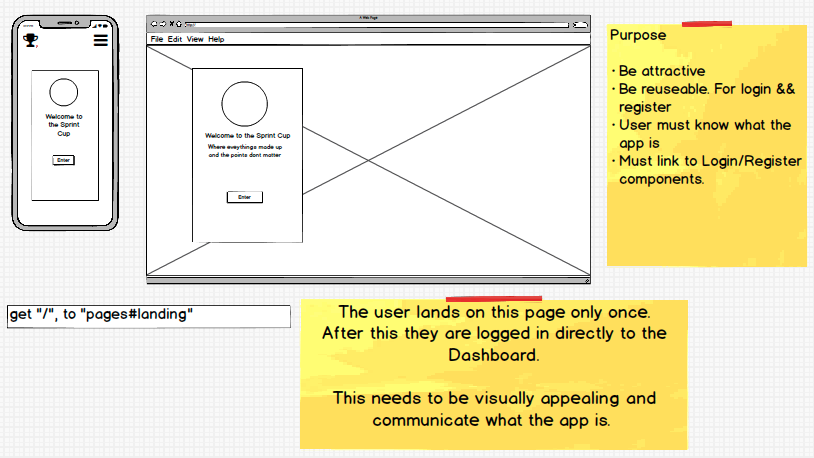 Welcome to
the Sprint
Cup
Enter
A Web Page
File Edit View Help
Welcome to the Sprint Cup
Where eveything's made up
and the points dont matter
Enter
Purpose
• Be attractive
• Be reuseable. For login &&
register
• User must know what the
app is
• Must link to Login/Register
components.
get "/", to "pages#landing"
The user lands on this page only once.
After this they are logged in directly to the
Dashboard.
This needs to be visually appealing and
communicate what the app is.